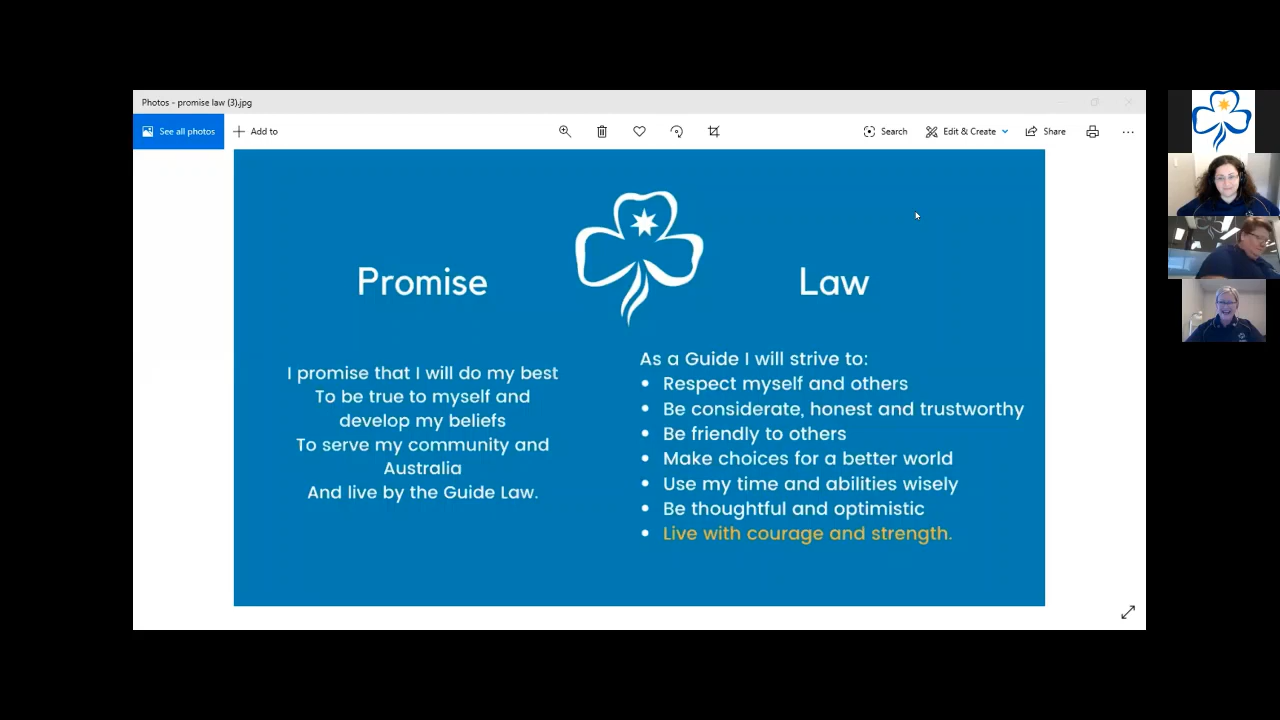 Photos - promise law (3).jpg
See all photos
Add to
Search
Edit & Create
Share
Promise
Law
I promise that I will do my best
To be true to myself and
develop my beliefs
To serve my community and
Australia
And live by the Guide Law.
As a Guide I will strive to:
• Respect myself and others
• Be considerate, honest and trustworthy
• Be friendly to others
• Make choices for a better world
• Use my time and abilities wisely
• Be thoughtful and optimistic
• Live with courage and strength.